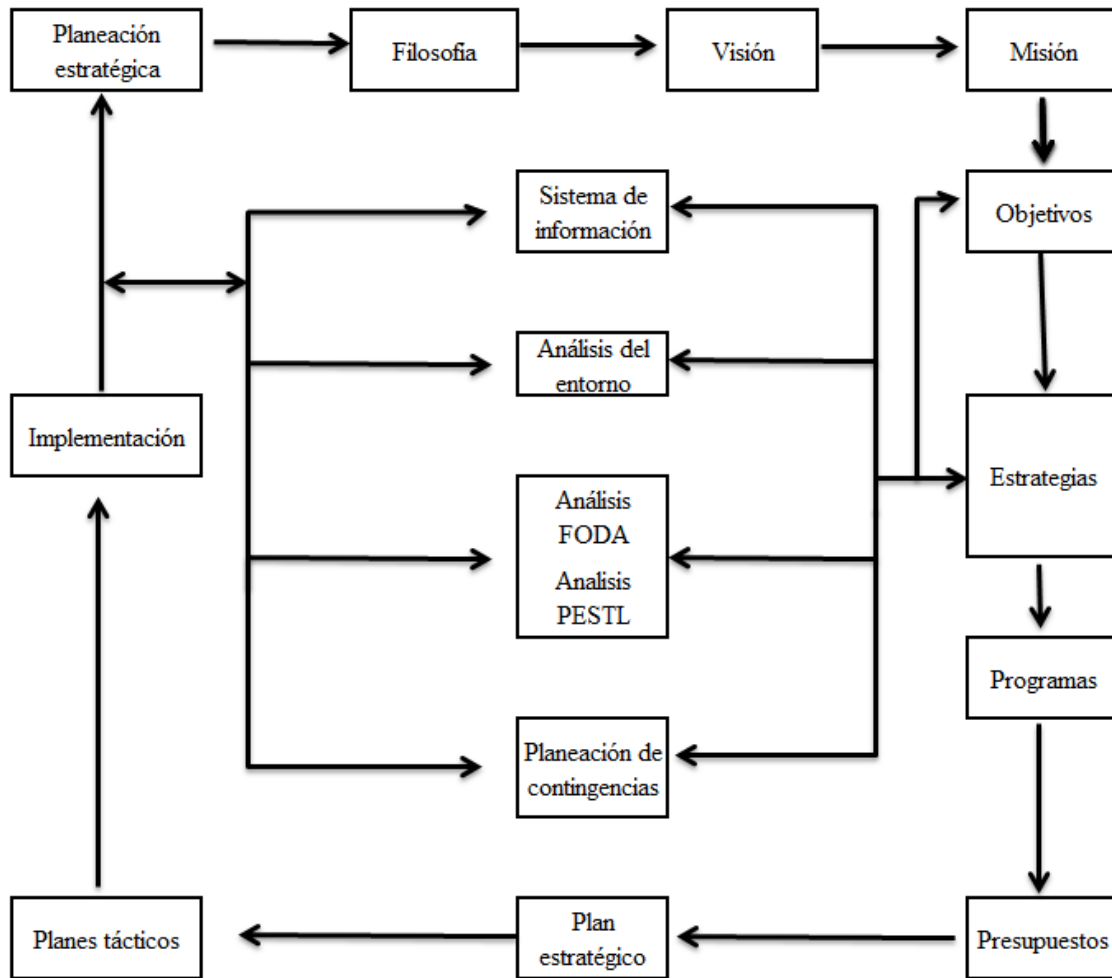 Planeación
estratégica
Filosofía
Visión
Misión
Sistema de
información
Objetivos
Análisis del
entorno
Implementación
Análisis
FODA
Analisis
PESTL
Estrategias
Programas
Planeación de
contingencias
Planes tácticos
Plan
estratégico
Presupuestos